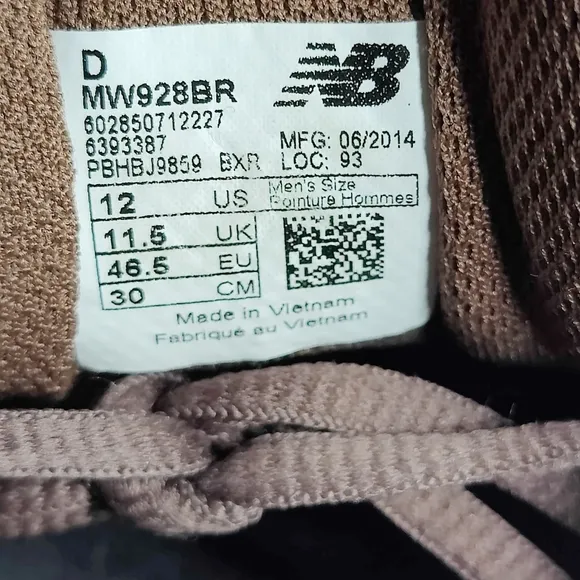 D
NB
MW928BR
602850712227
6393387
MFG: 06/2014
PBHBJ9859 BXR LOC: 93
12 US Men's Size
Pointure Hommes
11.5 UK
46.5 EU
30 CM
Made in Vietnam
Fabriqué au Vietnam